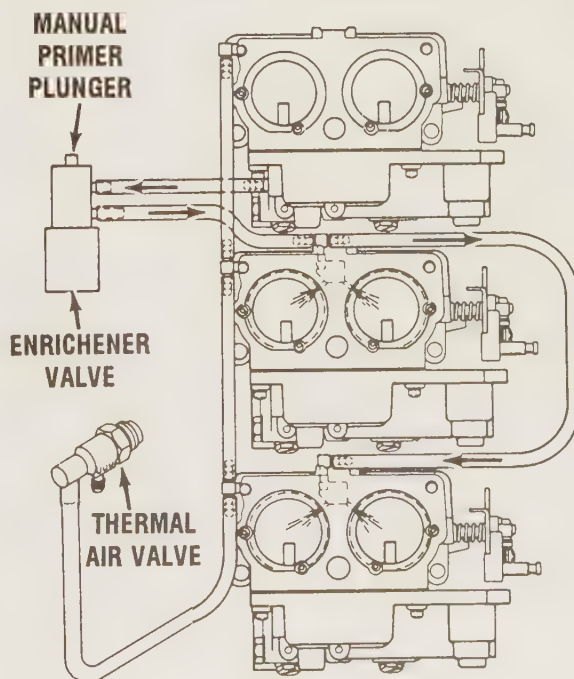 MANUAL
PRIMER
PLUNGER
ENRICHENER
VALVE
THERMAL
AIR VALVE